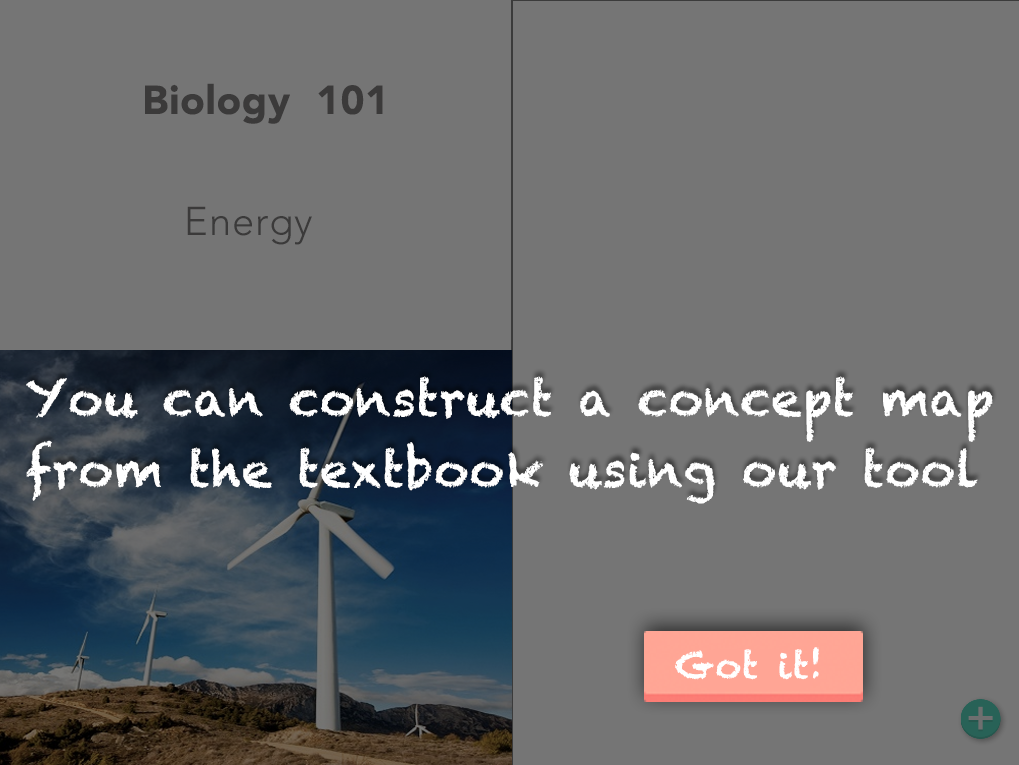 Biology 101
Energy
You can construct a concept map
from the textbook using our tool
Got it!